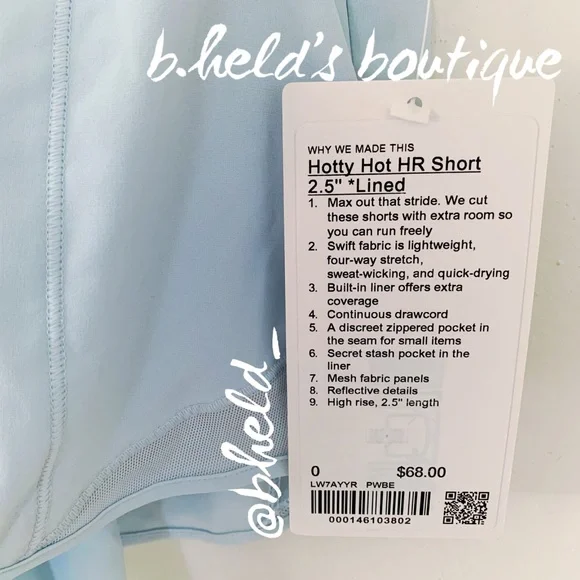 b.held's boutique
WHY WE MADE THIS
Hotty Hot HR Short
2.5" *Lined
1. Max out that stride. We cut
these shorts with extra room so
you can run freely
2. Swift fabric is lightweight,
four-way stretch,
sweat-wicking, and quick-drying
3. Built-in liner offers extra
coverage
4. Continuous drawcord
5. A discreet zippered pocket in
the seam for small items
6. Secret stash pocket in the
liner
7. Mesh fabric panels
8. Reflective details
9. High rise, 2.5" length
0 $68.00
LW7AYYR PWBE
000146103802
@bheld_